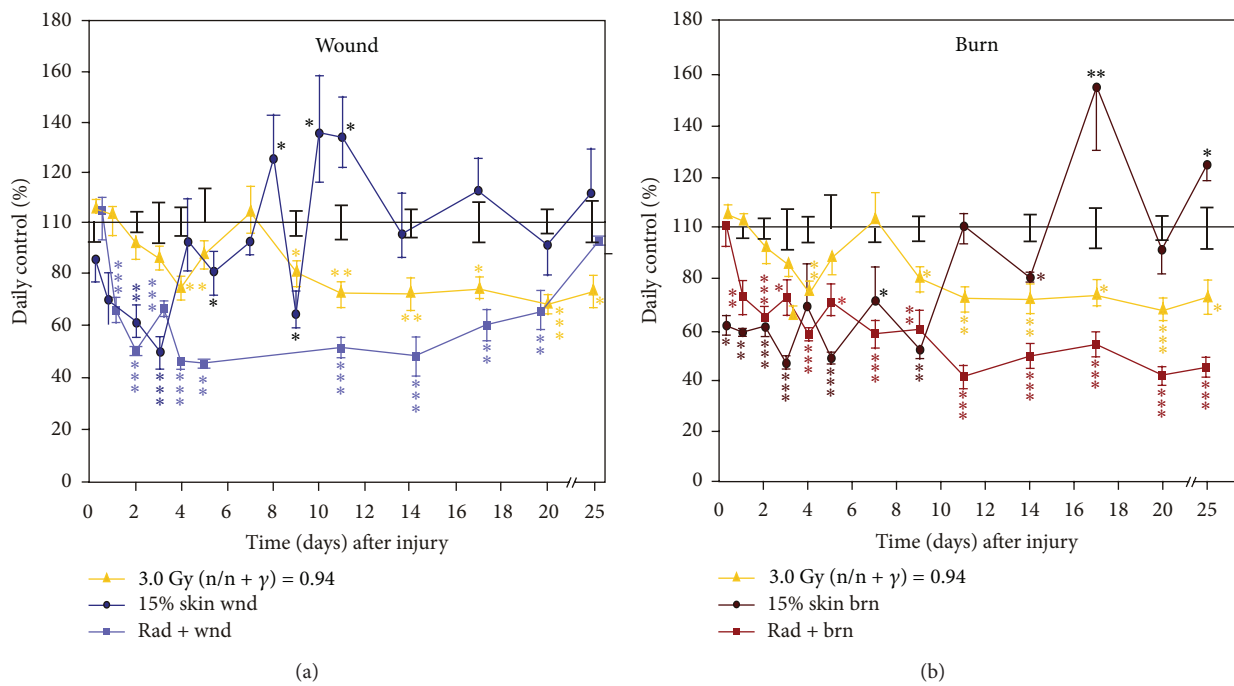 Wound
Daily control (%)
180
160
140
120
110
80
60
40
20
0
0 2 4 6 8 10 12 14 16 18 20 25
Time (days) after injury
3.0 Gy (n/n + γ) = 0.94
15% skin wnd
Rad + wnd
(a)
Burn
Daily control (%)
180
160
140
120
110
80
60
40
20
0
0 2 4 6 8 10 12 14 16 18 20 25
Time (days) after injury
3.0 Gy (n/n + γ) = 0.94
15% skin brn
Rad + brn
(b)